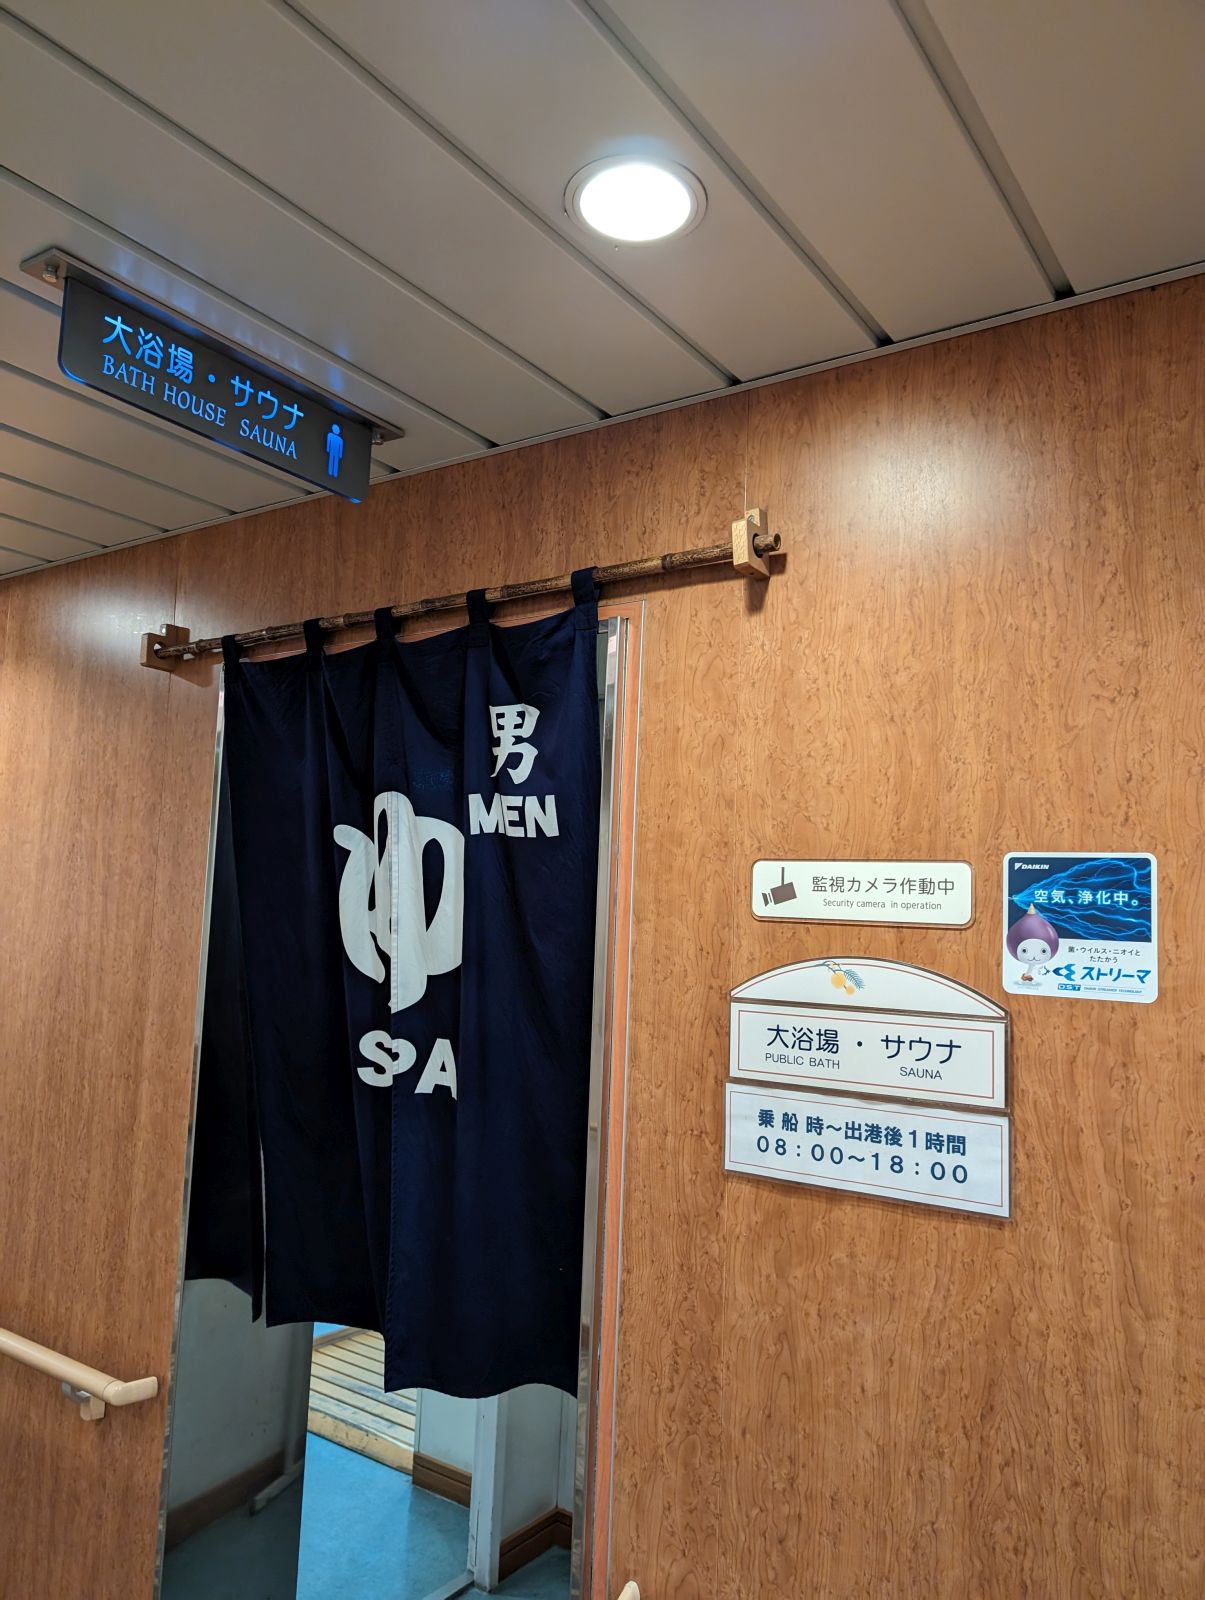 大浴場・サウナ
BATH HOUSE SAUNA
男
MEN
ゆ
SPA
監視カメラ作動中
Security camera in operation
DAIKIN
空気、浄化中。
菌・ウイルス・ニオイと
たたかう
ストリーマ
DST DAIKIN STREAMER TECHNOLOGY
大浴場・サウナ
PUBLIC BATH SAUNA
乗船時~出港後1時間
08:00~18:00